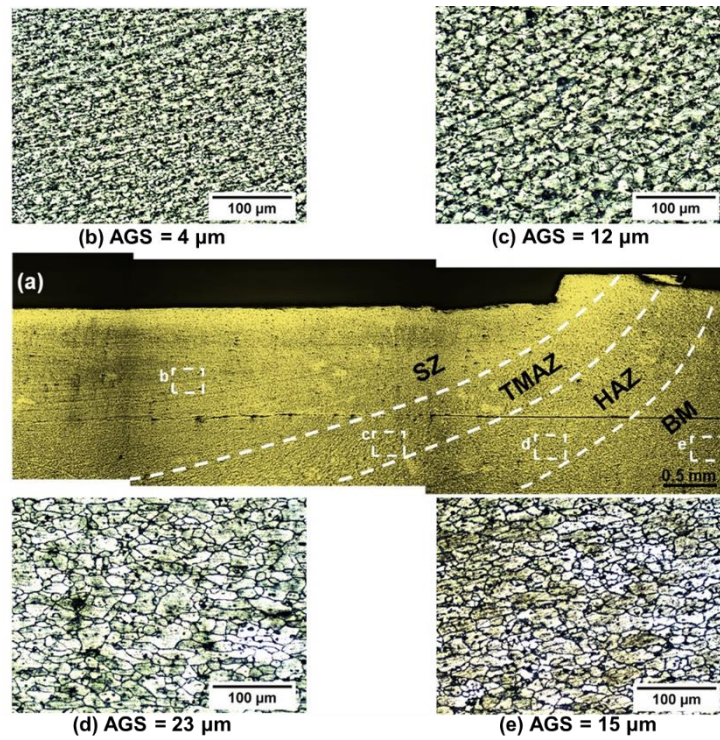 100 µm
100 µm
(b) AGS = 4 µm
(c) AGS = 12 µm
(a)
b
SZ
TMAZ
HAZ
BM
c
d
e
0.5 mm
100 µm
100 µm
(d) AGS = 23 µm
(e) AGS = 15 µm